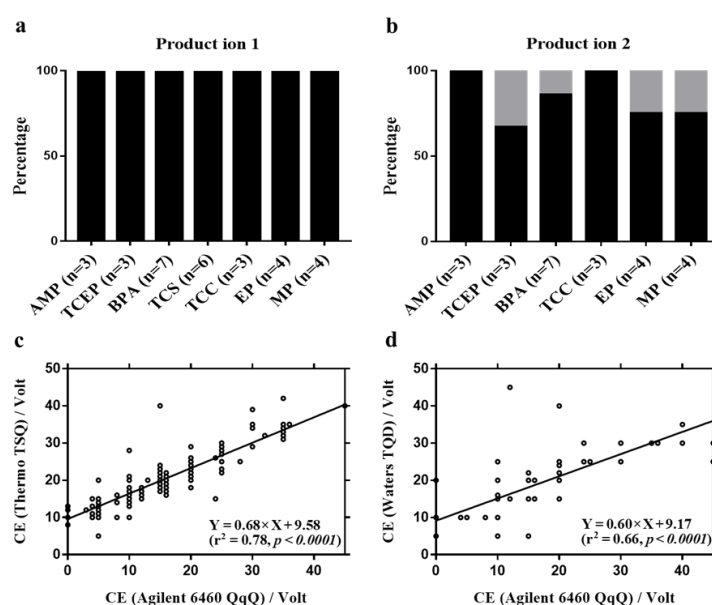 a
Product ion 1
Percentage
100
50
0
AMP (n=3)
TCEP (n=3)
BPA (n=7)
TCS (n=6)
TCC (n=3)
EP (n=4)
MP (n=4)
b
Product ion 2
Percentage
100
50
0
AMP (n=3)
TCEP (n=3)
BPA (n=7)
TCC (n=3)
EP (n=4)
MP (n=4)
c
CE (Thermo TSQ) / Volt
50
40
30
20
10
0
Y = 0.68×X + 9.58
(r² = 0.78, p < 0.0001)
0 10 20 30 40
CE (Agilent 6460 QqQ) / Volt
d
CE (Waters TQD) / Volt
50
40
30
20
10
0
Y = 0.60×X + 9.17
(r² = 0.66, p < 0.0001)
0 10 20 30 40
CE (Agilent 6460 QqQ) / Volt